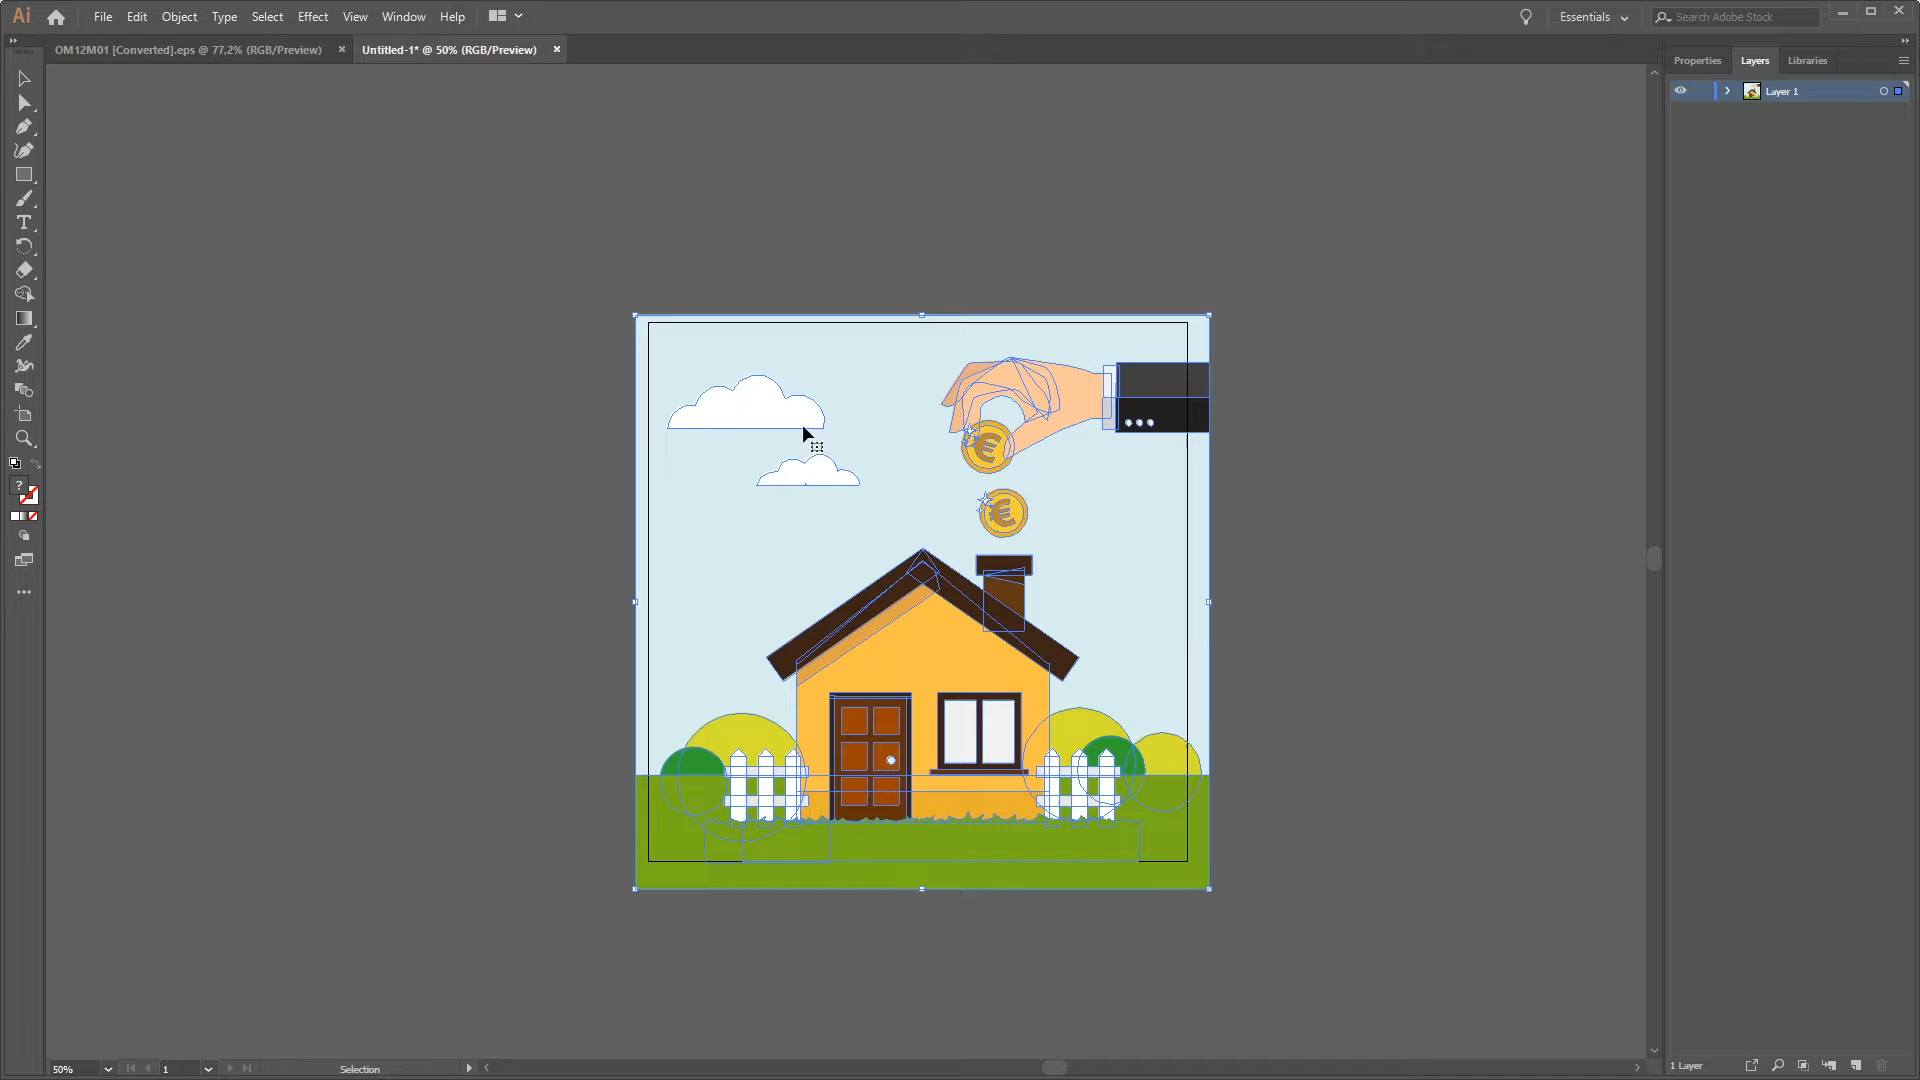 Ai File Edit Object Type Select Effect View Window Help Essentials Search Adobe Stock
OM12M01 [Converted].eps @ 77,2% (RGB/Preview) Untitled-1* @ 50% (RGB/Preview)
Properties Layers Libraries
Layer 1
T
?
€
€
50% 1 Selection 1 Layer